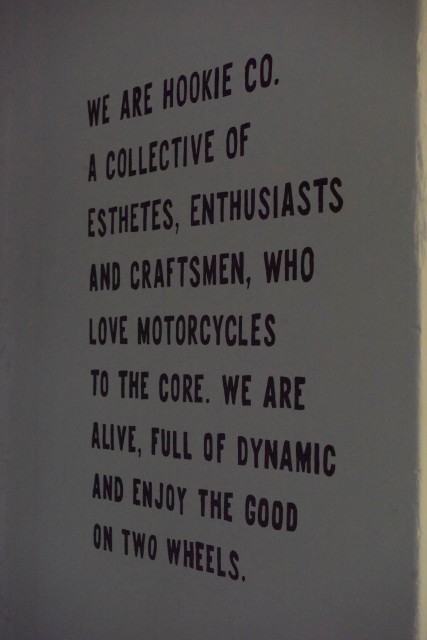 WE ARE HOOKIE CO.
A COLLECTIVE OF
ESTHETES, ENTHUSIASTS
AND CRAFTSMEN, WHO
LOVE MOTORCYCLES
TO THE CORE. WE ARE
ALIVE, FULL OF DYNAMIC
AND ENJOY THE GOOD
ON TWO WHEELS.